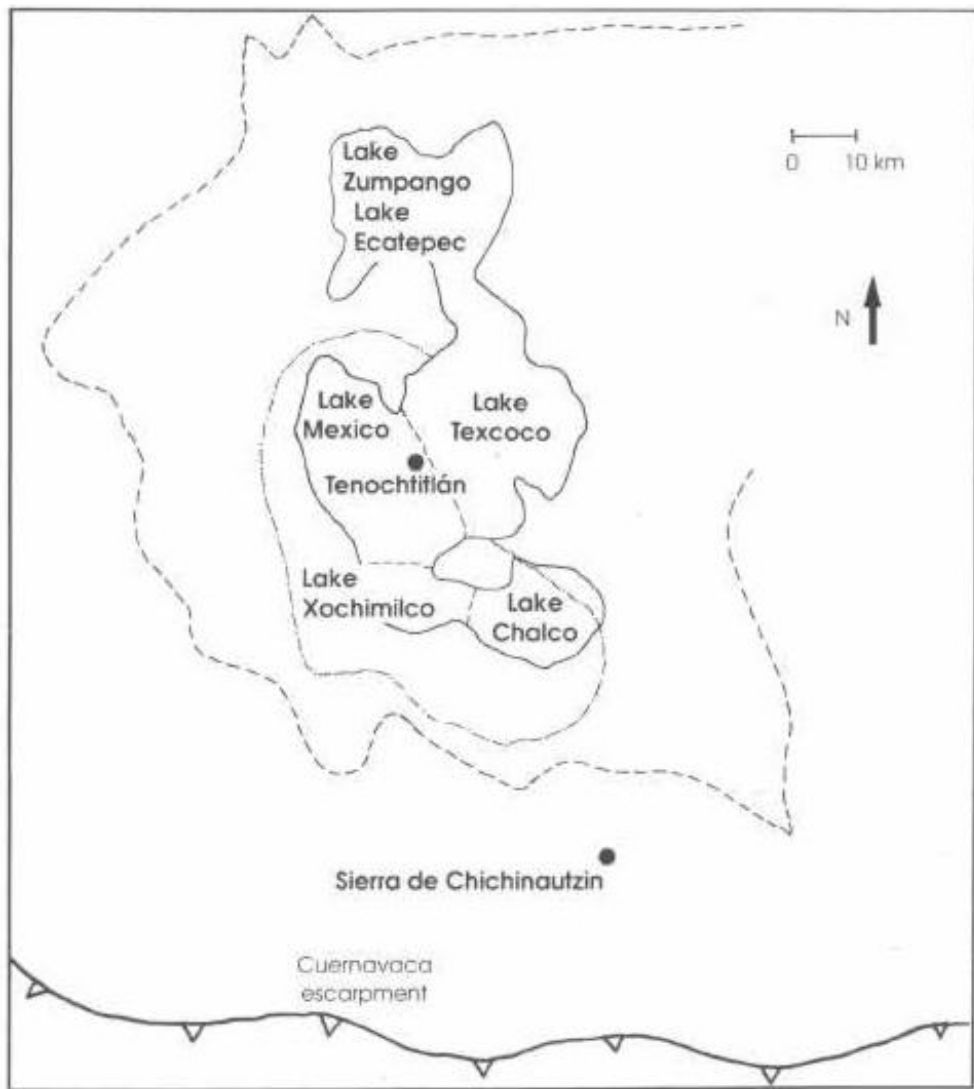 Lake
Zumpango
Lake
Ecatepec
0 10 km
N
Lake
Mexico
Lake
Texcoco
Tenochtitlán
Lake
Xochimilco
Lake
Chalco
Sierra de Chichinautzin
Cuernavaca
escarpment